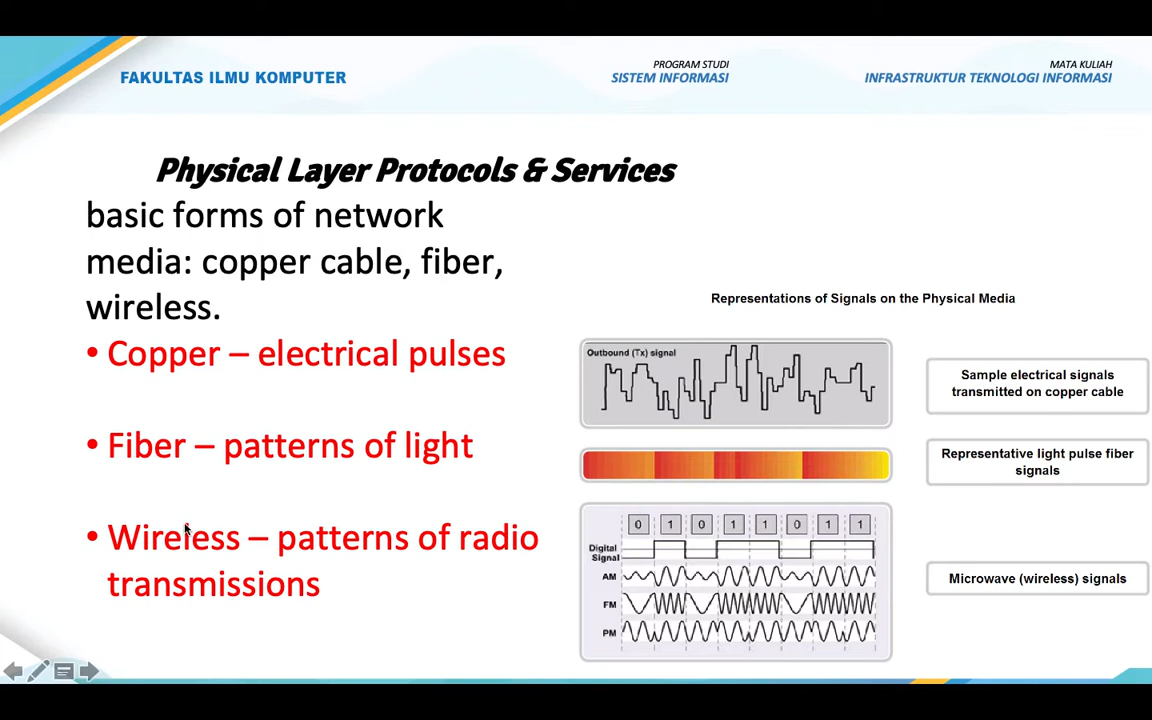 FAKULTAS ILMU KOMPUTER
PROGRAM STUDI
SISTEM INFORMASI
MATA KULIAH
INFRASTRUKTUR TEKNOLOGI INFORMASI
Physical Layer Protocols & Services
basic forms of network
media: copper cable, fiber,
wireless.
• Copper – electrical pulses
• Fiber – patterns of light
• Wireless – patterns of radio
transmissions
Representations of Signals on the Physical Media
Outbound (Tx) signal
Sample electrical signals
transmitted on copper cable
Representative light pulse fiber
signals
0 1 0 1 1 0 1 1
Digital
Signal
AM
FM
PM
Microwave (wireless) signals